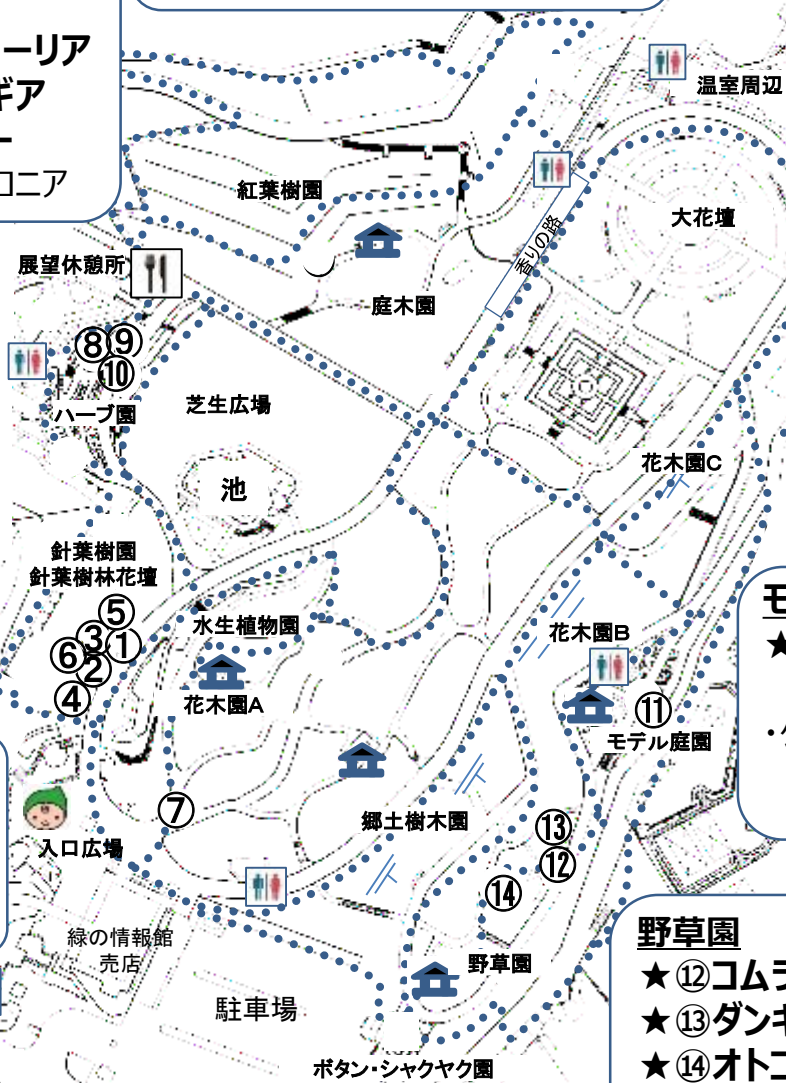 ーリア
ギア
ー
ロニア
温室周辺
紅葉樹園
大花壇
香りの路
展望休憩所
庭木園
⑧⑨
⑩
ハーブ園
芝生広場
花木園C
池
針葉樹園
針葉樹林花壇
⑤
③①
⑥②
④
水生植物園
花木園A
花木園B
モ
★
⑪
モデル庭園
⑦
郷土樹木園
⑬
⑫
⑭
入口広場
緑の情報館
売店
野草園
駐車場
ボタン・シャクヤク園
野草園
★⑫コムラ
★⑬ダンギ
★⑭オトコ